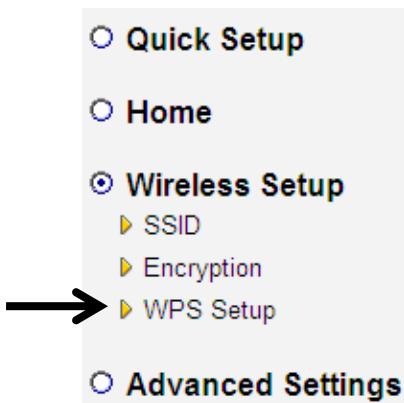 Quick Setup
Home
Wireless Setup
SSID
Encryption
WPS Setup
Advanced Settings